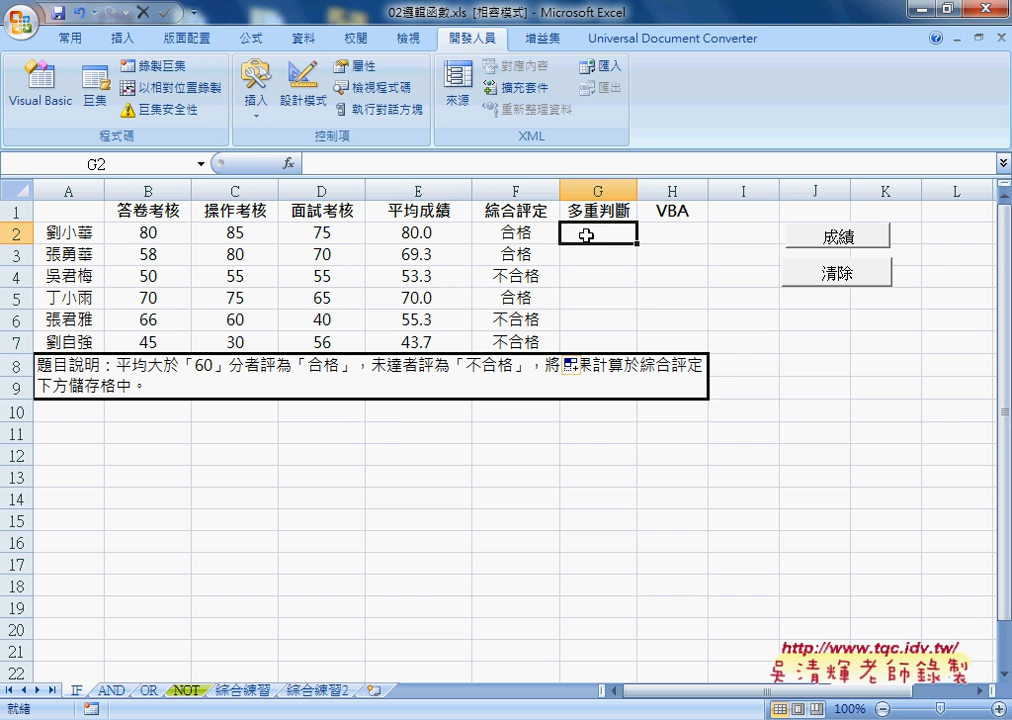 02邏輯函數.xls [相容模式] - Microsoft Excel
常用 插入 版面配置 公式 資料 校閱 檢視 開發人員 增益集 Universal Document Converter
Visual Basic 巨集 錄製巨集 以相對位置錄製 巨集安全性 程式碼
插入 設計模式 屬性 檢視程式碼 執行對話方塊 控制項
來源 對應內容 擴充套件 重新整理資料 匯入 匯出 XML
G2 fx
A B C D E F G H I J K L
1 答卷考核 操作考核 面試考核 平均成績 綜合評定 多重判斷 VBA
2 劉小華 80 85 75 80.0 合格 成績
3 張勇華 58 80 70 69.3 合格
清除
4 吳君梅 50 55 55 53.3 不合格
5 丁小雨 70 75 65 70.0 合格
6 張君雅 66 60 40 55.3 不合格
7 劉自強 45 30 56 43.7 不合格
8 題目說明：平均大於「60」分者評為「合格」，未達者評為「不合格」，將 果計算於綜合評定
9 下方儲存格中。
10
11
12
13
14
15
16
17
18
19
20
21
22
http://www.tqc.idv.tw/
吳清輝老師錄製
IF AND OR NOT 綜合練習 綜合練習2
就緒 100%